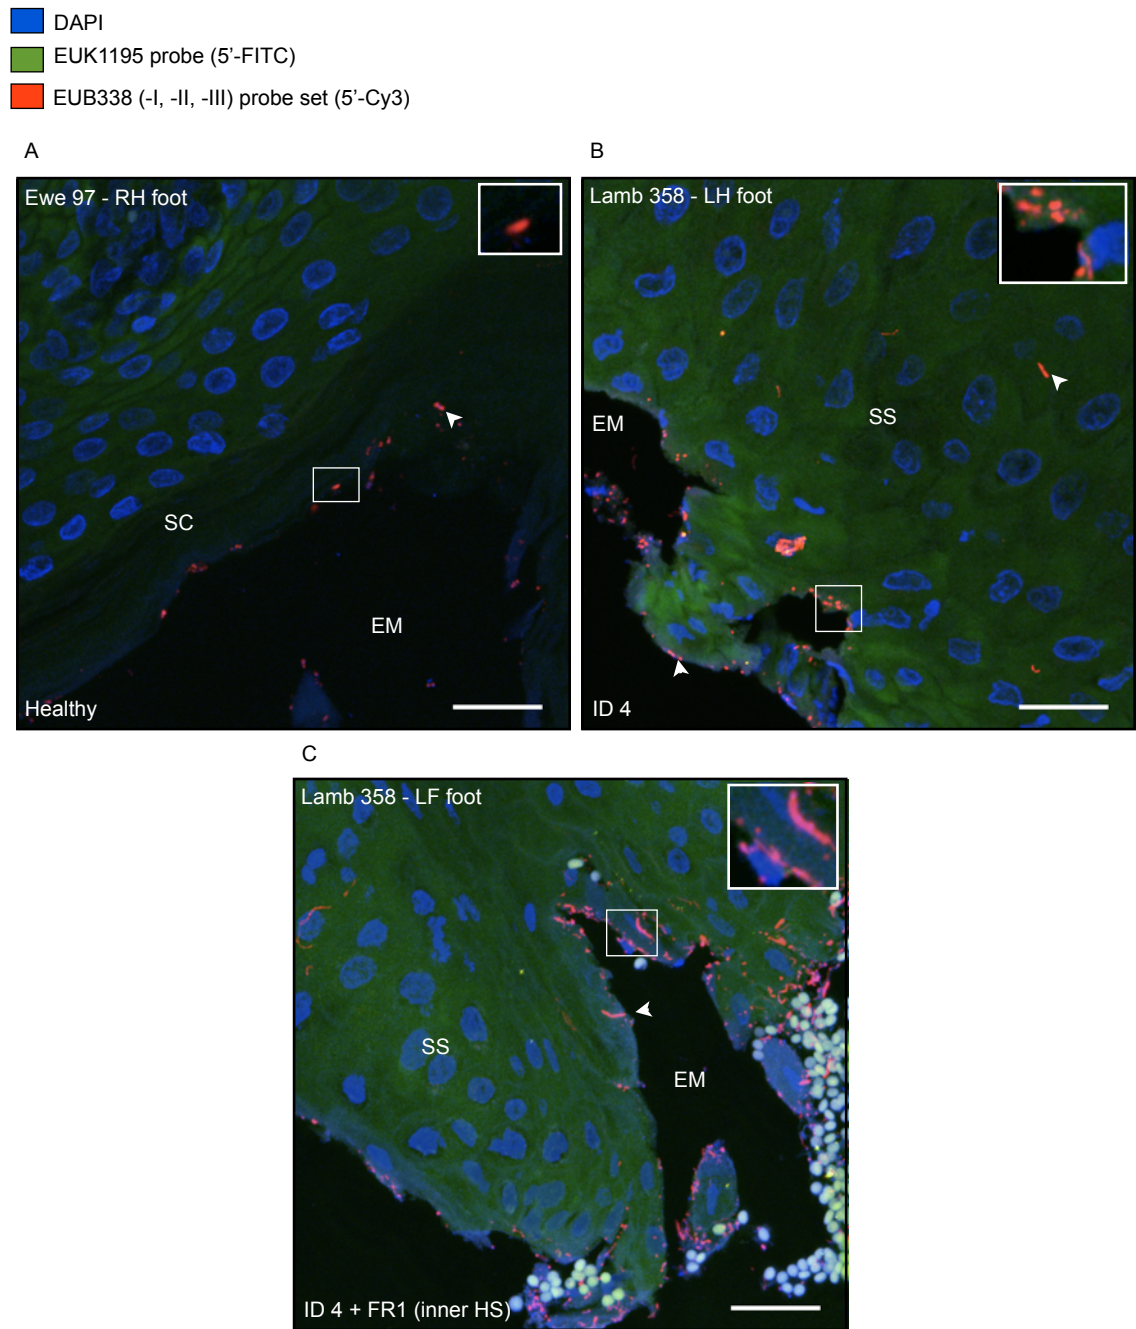 DAPI
EUK1195 probe (5’-FITC)
EUB338 (-I, -II, -III) probe set (5’-Cy3)
A
Ewe 97 - RH foot
SC
EM
Healthy
B
Lamb 358 - LH foot
EM
SS
ID 4
C
Lamb 358 - LF foot
SS
EM
ID 4 + FR1 (inner HS)